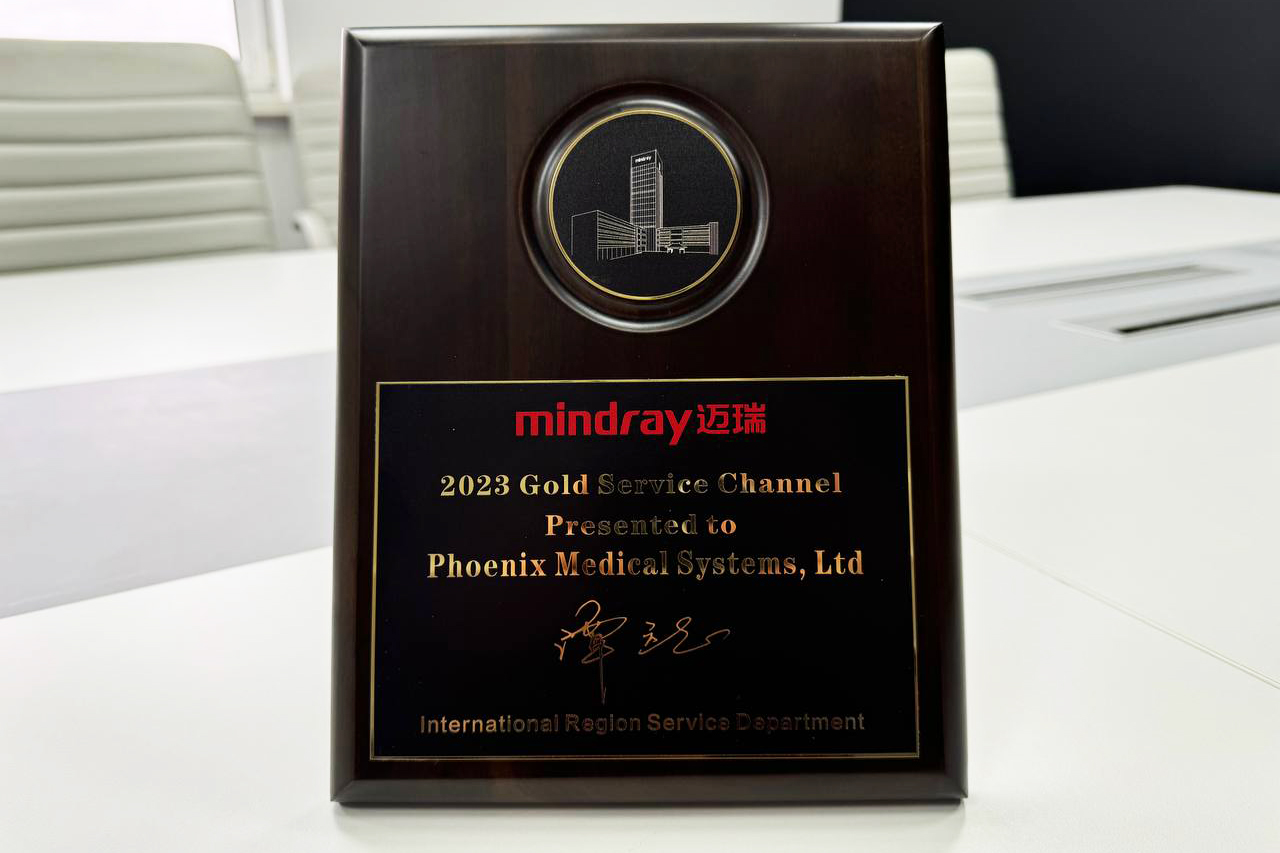 mindray
mindray迈瑞
2023 Gold Service Channel
Presented to
Phoenix Medical Systems, Ltd
International Region Service Department